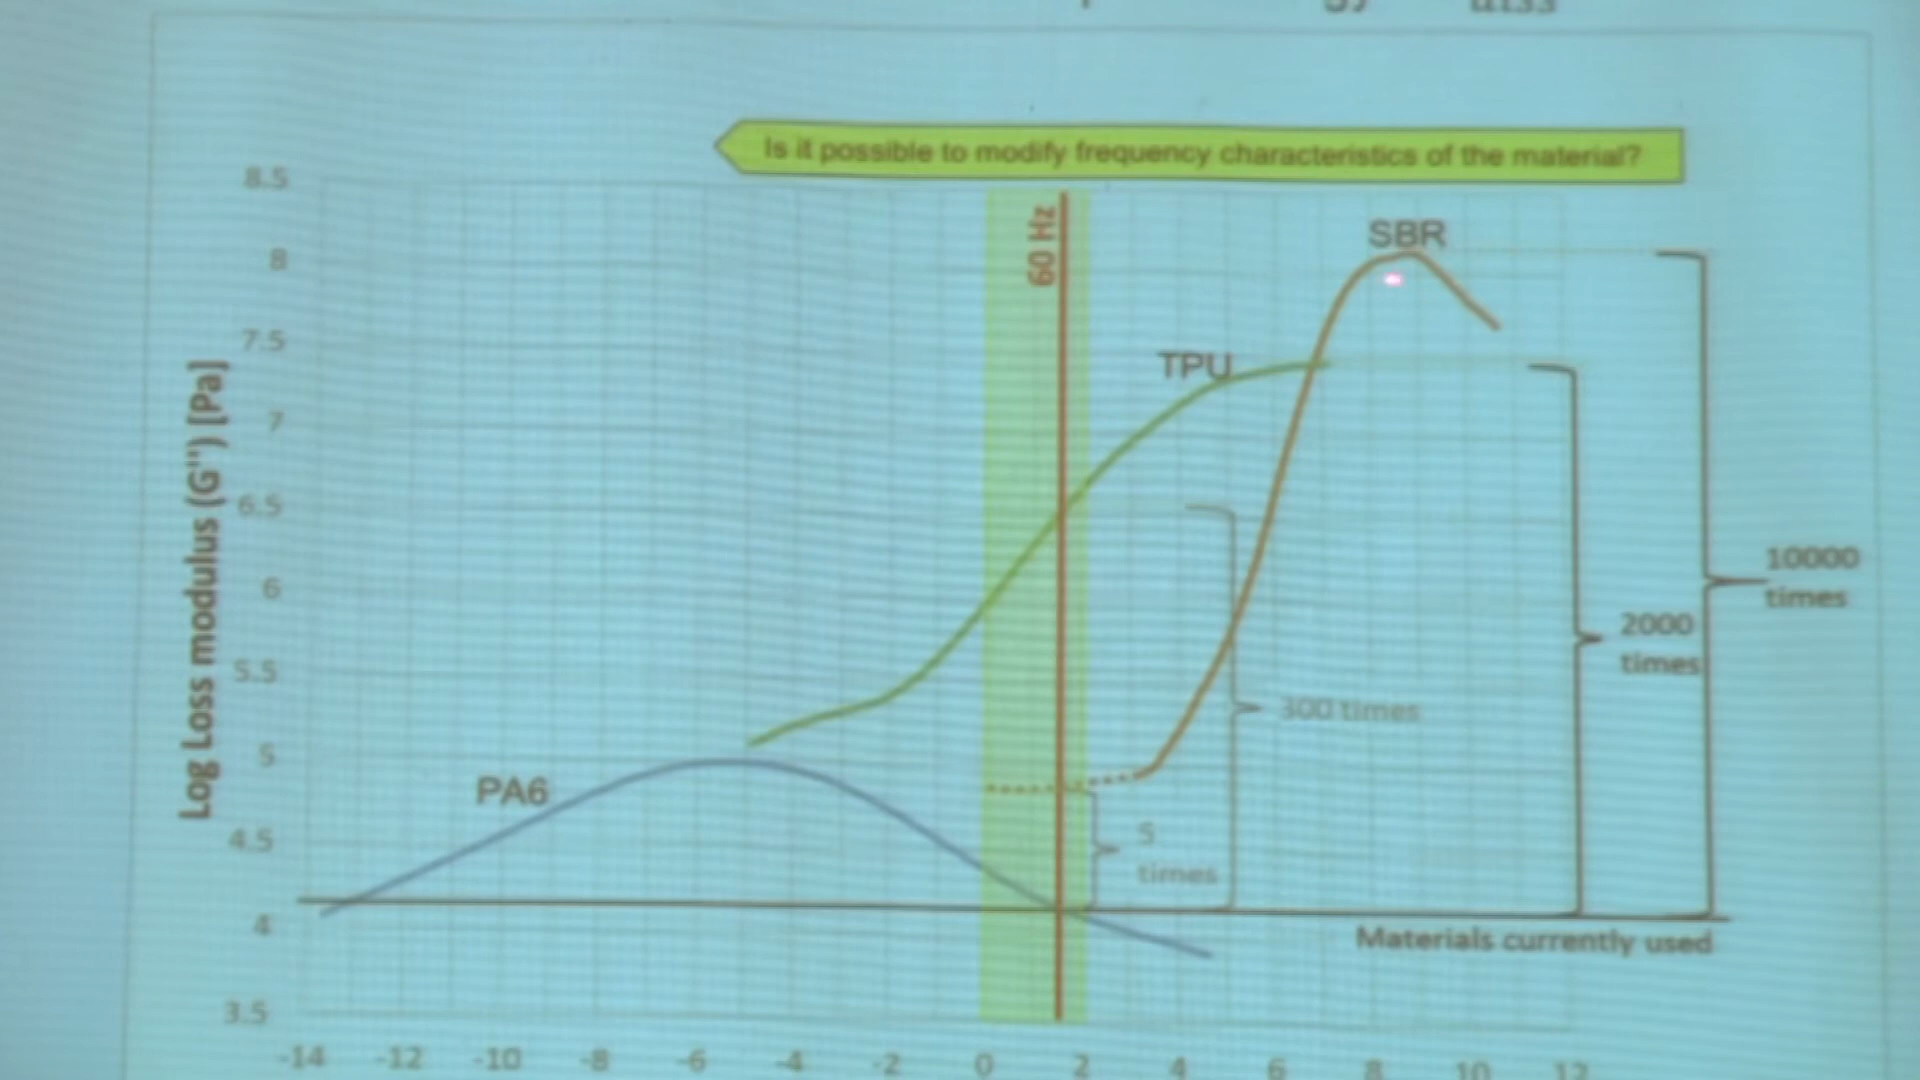 Is it possible to modify frequency characteristics of the material?
8.5
8
7.5
7
6.5
6
5.5
5
4.5
4
3.5
Log Loss modulus (G'') [Pa]
60 Hz
SBR
TPU
PA6
10000
times
2000
times
300 times
5
times
Materials currently used
-14 -12 -10 -8 -6 -4 -2 0 2 4 6 8 10 12